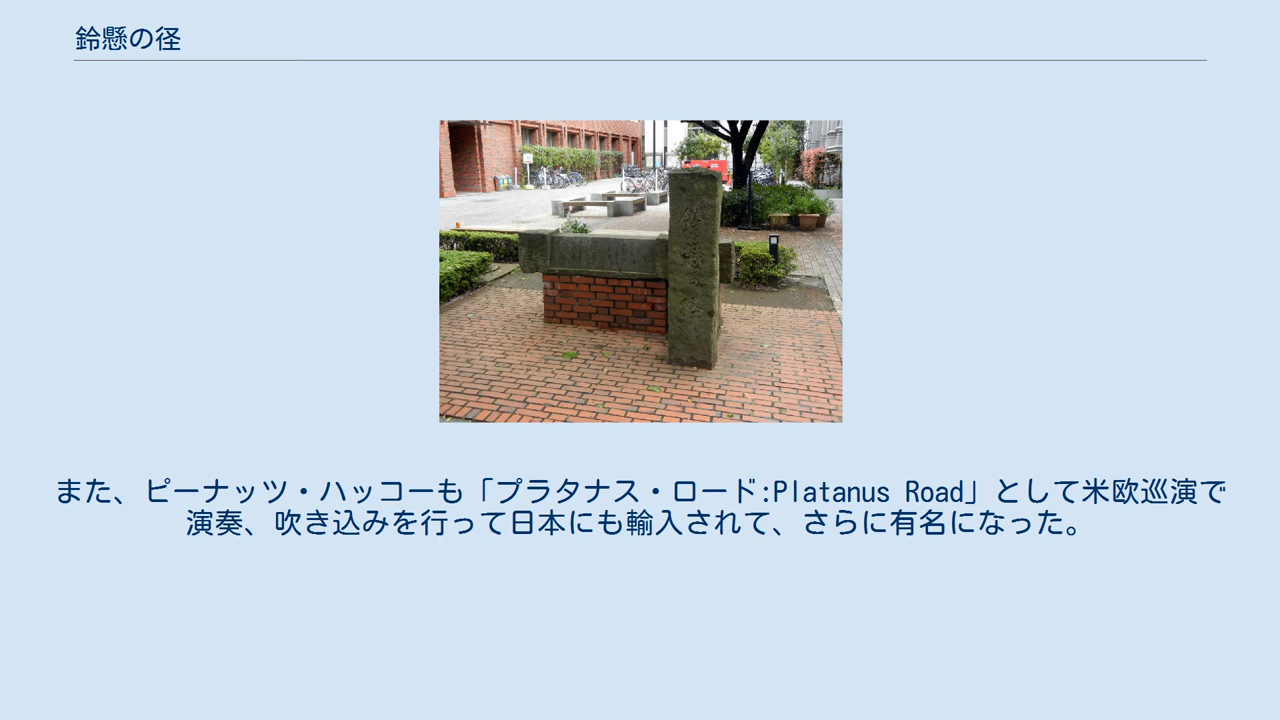 鈴懸の径
また、ピーナッツ・ハッコーも「プラタナス・ロード:Platanus Road」として米欧巡演で
演奏、吹き込みを行って日本にも輸入されて、さらに有名になった。